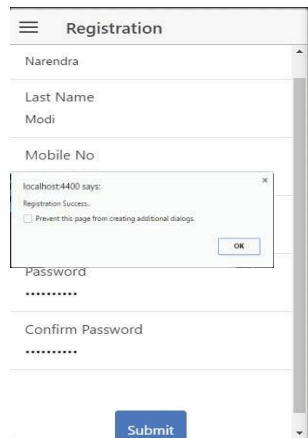 Registration
Narendra
Last Name
Modi
Mobile No
localhost:4400 says:
Registration Success..
Prevent this page from creating additional dialogs.
OK
Password
••••••••••
Confirm Password
••••••••••
Submit